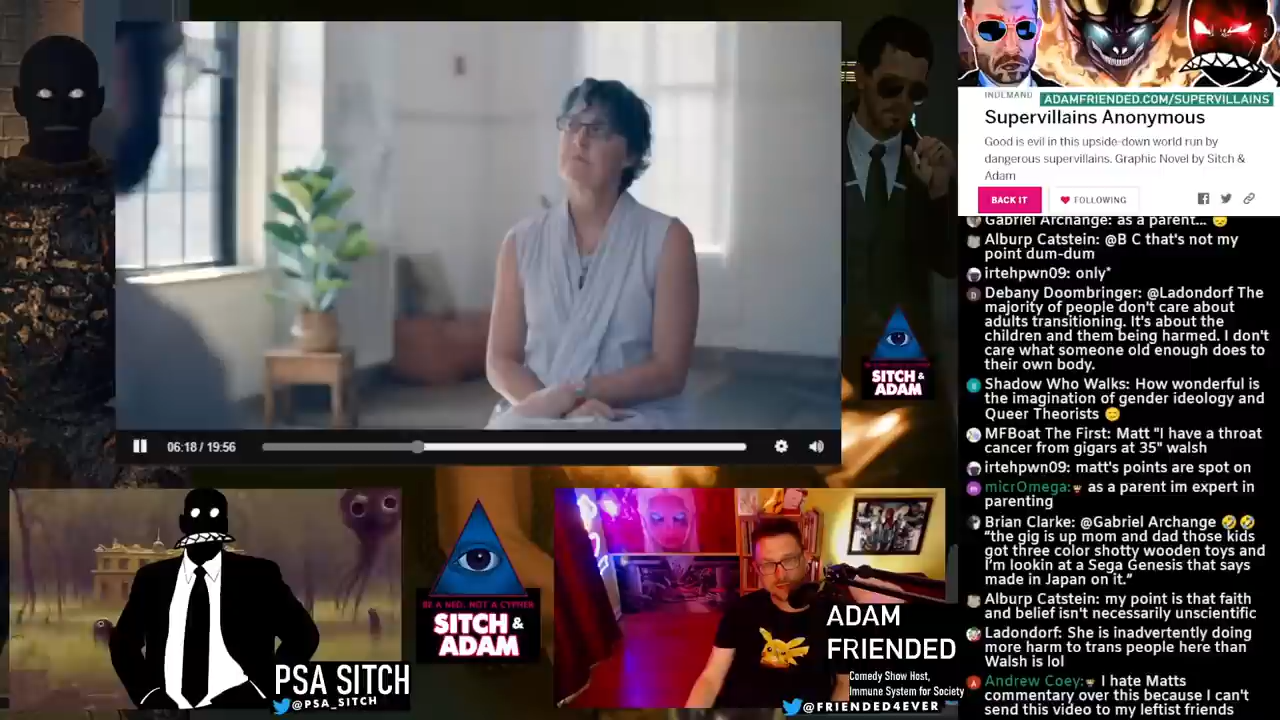 INDEMAND
ADAMFRIENDED.COM/SUPERVILLAINS
Supervillains Anonymous
Good is evil in this upside-down world run by
dangerous supervillains. Graphic Novel by Sitch &
Adam
BACK IT
FOLLOWING
Gabriel Archange: as a parent... 😔
Alburp Catstein: @B C that's not my
point dum-dum
irtehpwn09: only*
Debany Doombringer: @Ladondorf The
majority of people don't care about
adults transitioning. It's about the
children and them being harmed. I don't
care what someone old enough does to
their own body.
Shadow Who Walks: How wonderful is
the imagination of gender ideology and
Queer Theorists 😑
MFBoat The First: Matt "I have a throat
cancer from gigars at 35" walsh
irtehpwn09: matt's points are spot on
micrOmega: as a parent im expert in
parenting
Brian Clarke: @Gabriel Archange 🤣🤣
"the gig is up mom and dad those kids
got three color shotty wooden toys and
I'm lookin at a Sega Genesis that says
made in Japan on it."
Alburp Catstein: my point is that faith
and belief isn't necessarily unscientific
Ladondorf: She is inadvertently doing
more harm to trans people here than
Walsh is lol
Andrew Coey: I hate Matts
commentary over this because I can't
send this video to my leftist friends
SITCH &
ADAM
06:18 / 19:56
BE A NEO, NOT A CYPHER
SITCH &
ADAM
PSA SITCH
@PSA_SITCH
ADAM
FRIENDED
Comedy Show Host,
Immune System for Society
@FRIENDED4EVER